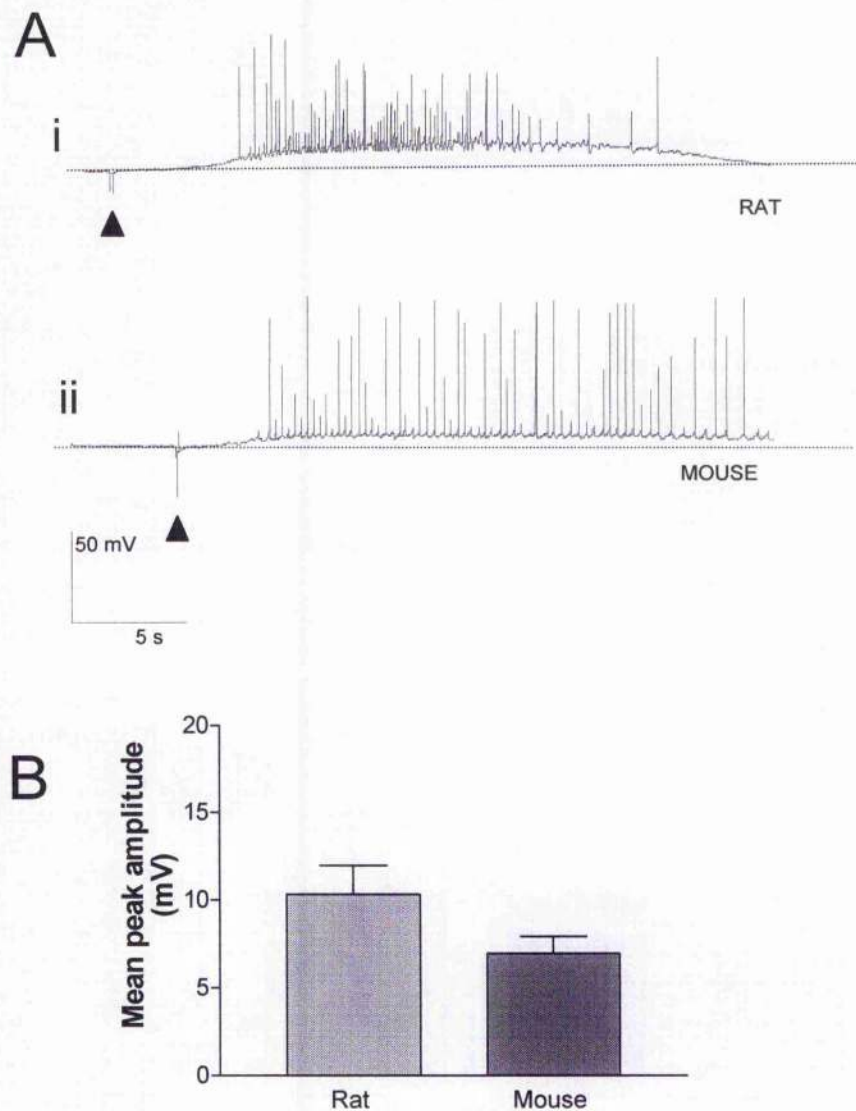 A
i
RAT
ii
MOUSE
50 mV
5 s
B
Mean peak amplitude
(mV)
20
15
10
5
0
Rat
Mouse